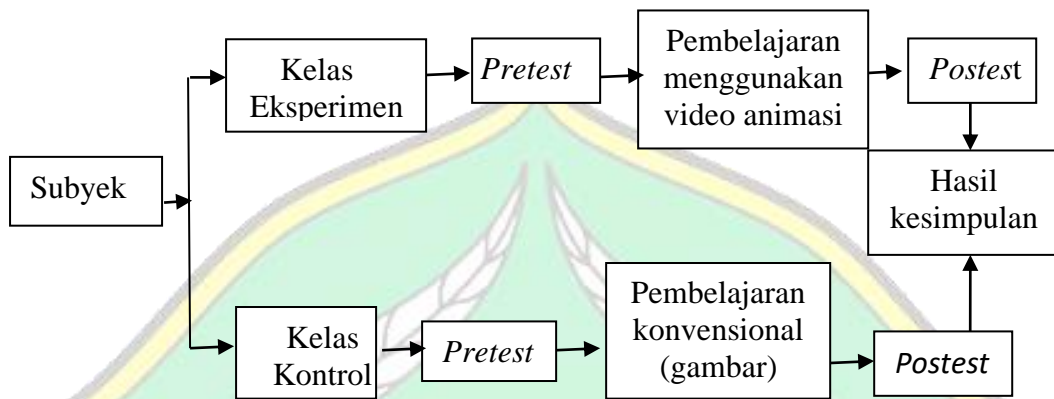 Subyek
Kelas
Eksperimen
Pretest
Pembelajaran
menggunakan
video animasi
Postest
Kelas
Kontrol
Pretest
Pembelajaran
konvensional
(gambar)
Postest
Hasil
kesimpulan